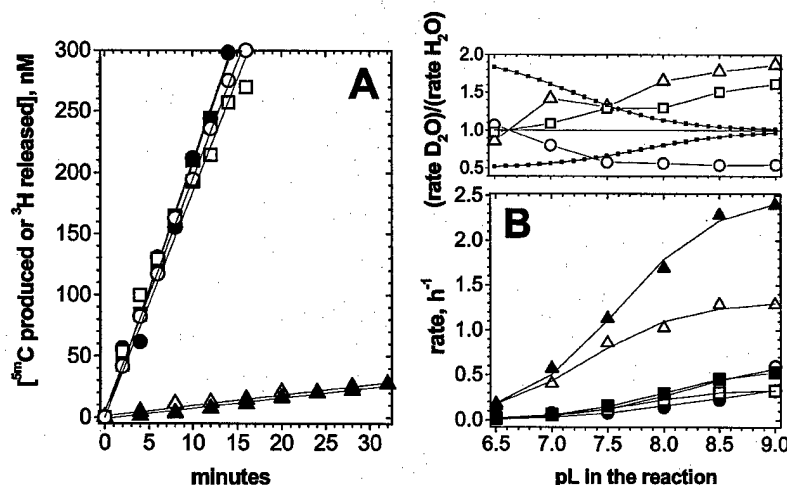 [⁵ᵐC produced or ³H released], nM
300
250
200
150
100
50
0
A
0 5 10 15 20 25 30
minutes
(rate D₂O)/(rate H₂O)
2.0
1.5
1.0
0.5
rate, h⁻¹
2.5
2.0
1.5
1.0
0.5
0.0
B
6.5 7.0 7.5 8.0 8.5 9.0
pL in the reaction